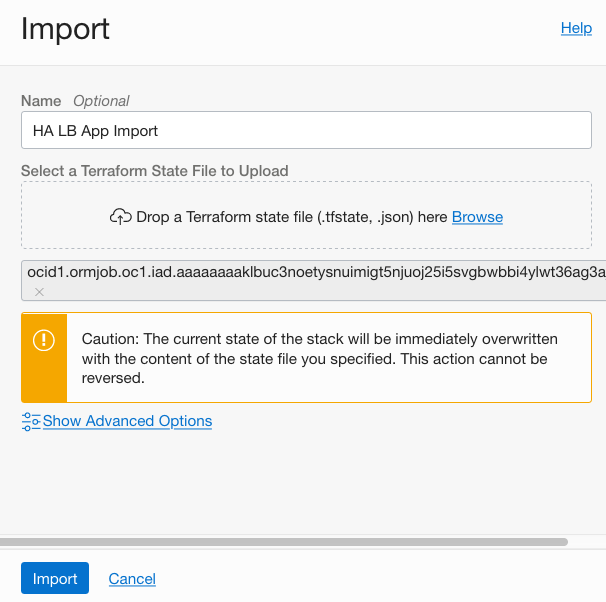 Import
Help
Name Optional
HA LB App Import
Select a Terraform State File to Upload
Drop a Terraform state file (.tfstate, .json) here Browse
ocid1.ormjob.oc1.iad.aaaaaaaaklbuc3noetysnuimigt5njuoj25i5svgbwbbi4ylwt36ag3a
Caution: The current state of the stack will be immediately overwritten
with the content of the state file you specified. This action cannot be
reversed.
Show Advanced Options
Import Cancel